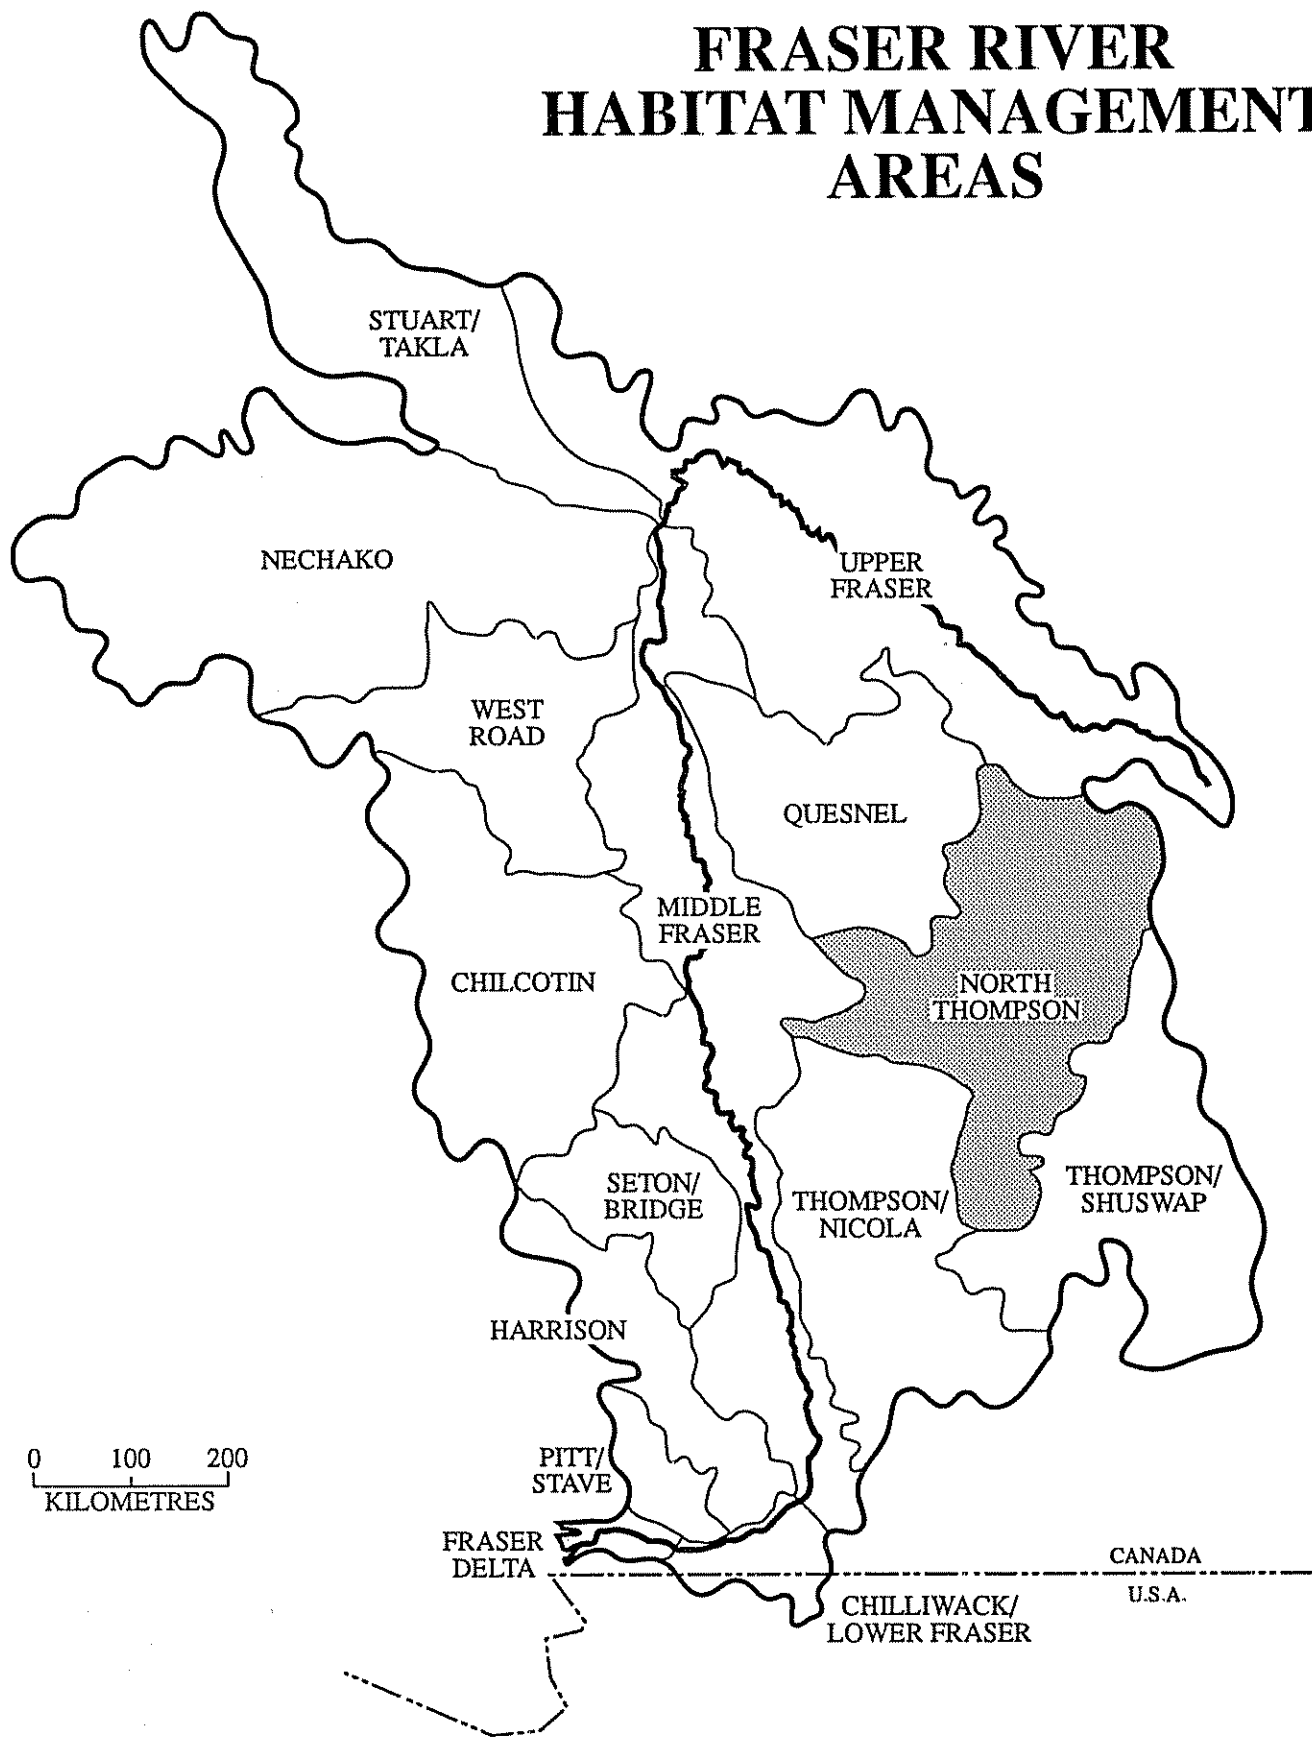 FRASER RIVER
HABITAT MANAGEMENT
AREAS
STUART/
TAKLA
NECHAKO
UPPER
FRASER
WEST
ROAD
QUESNEL
MIDDLE
FRASER
CHILCOTIN
NORTH
THOMPSON
SETON/
BRIDGE
THOMPSON/
NICOLA
THOMPSON/
SHUSWAP
HARRISON
0 100 200
KILOMETRES
PITT/
STAVE
FRASER
DELTA
CANADA
U.S.A.
CHILLIWACK/
LOWER FRASER